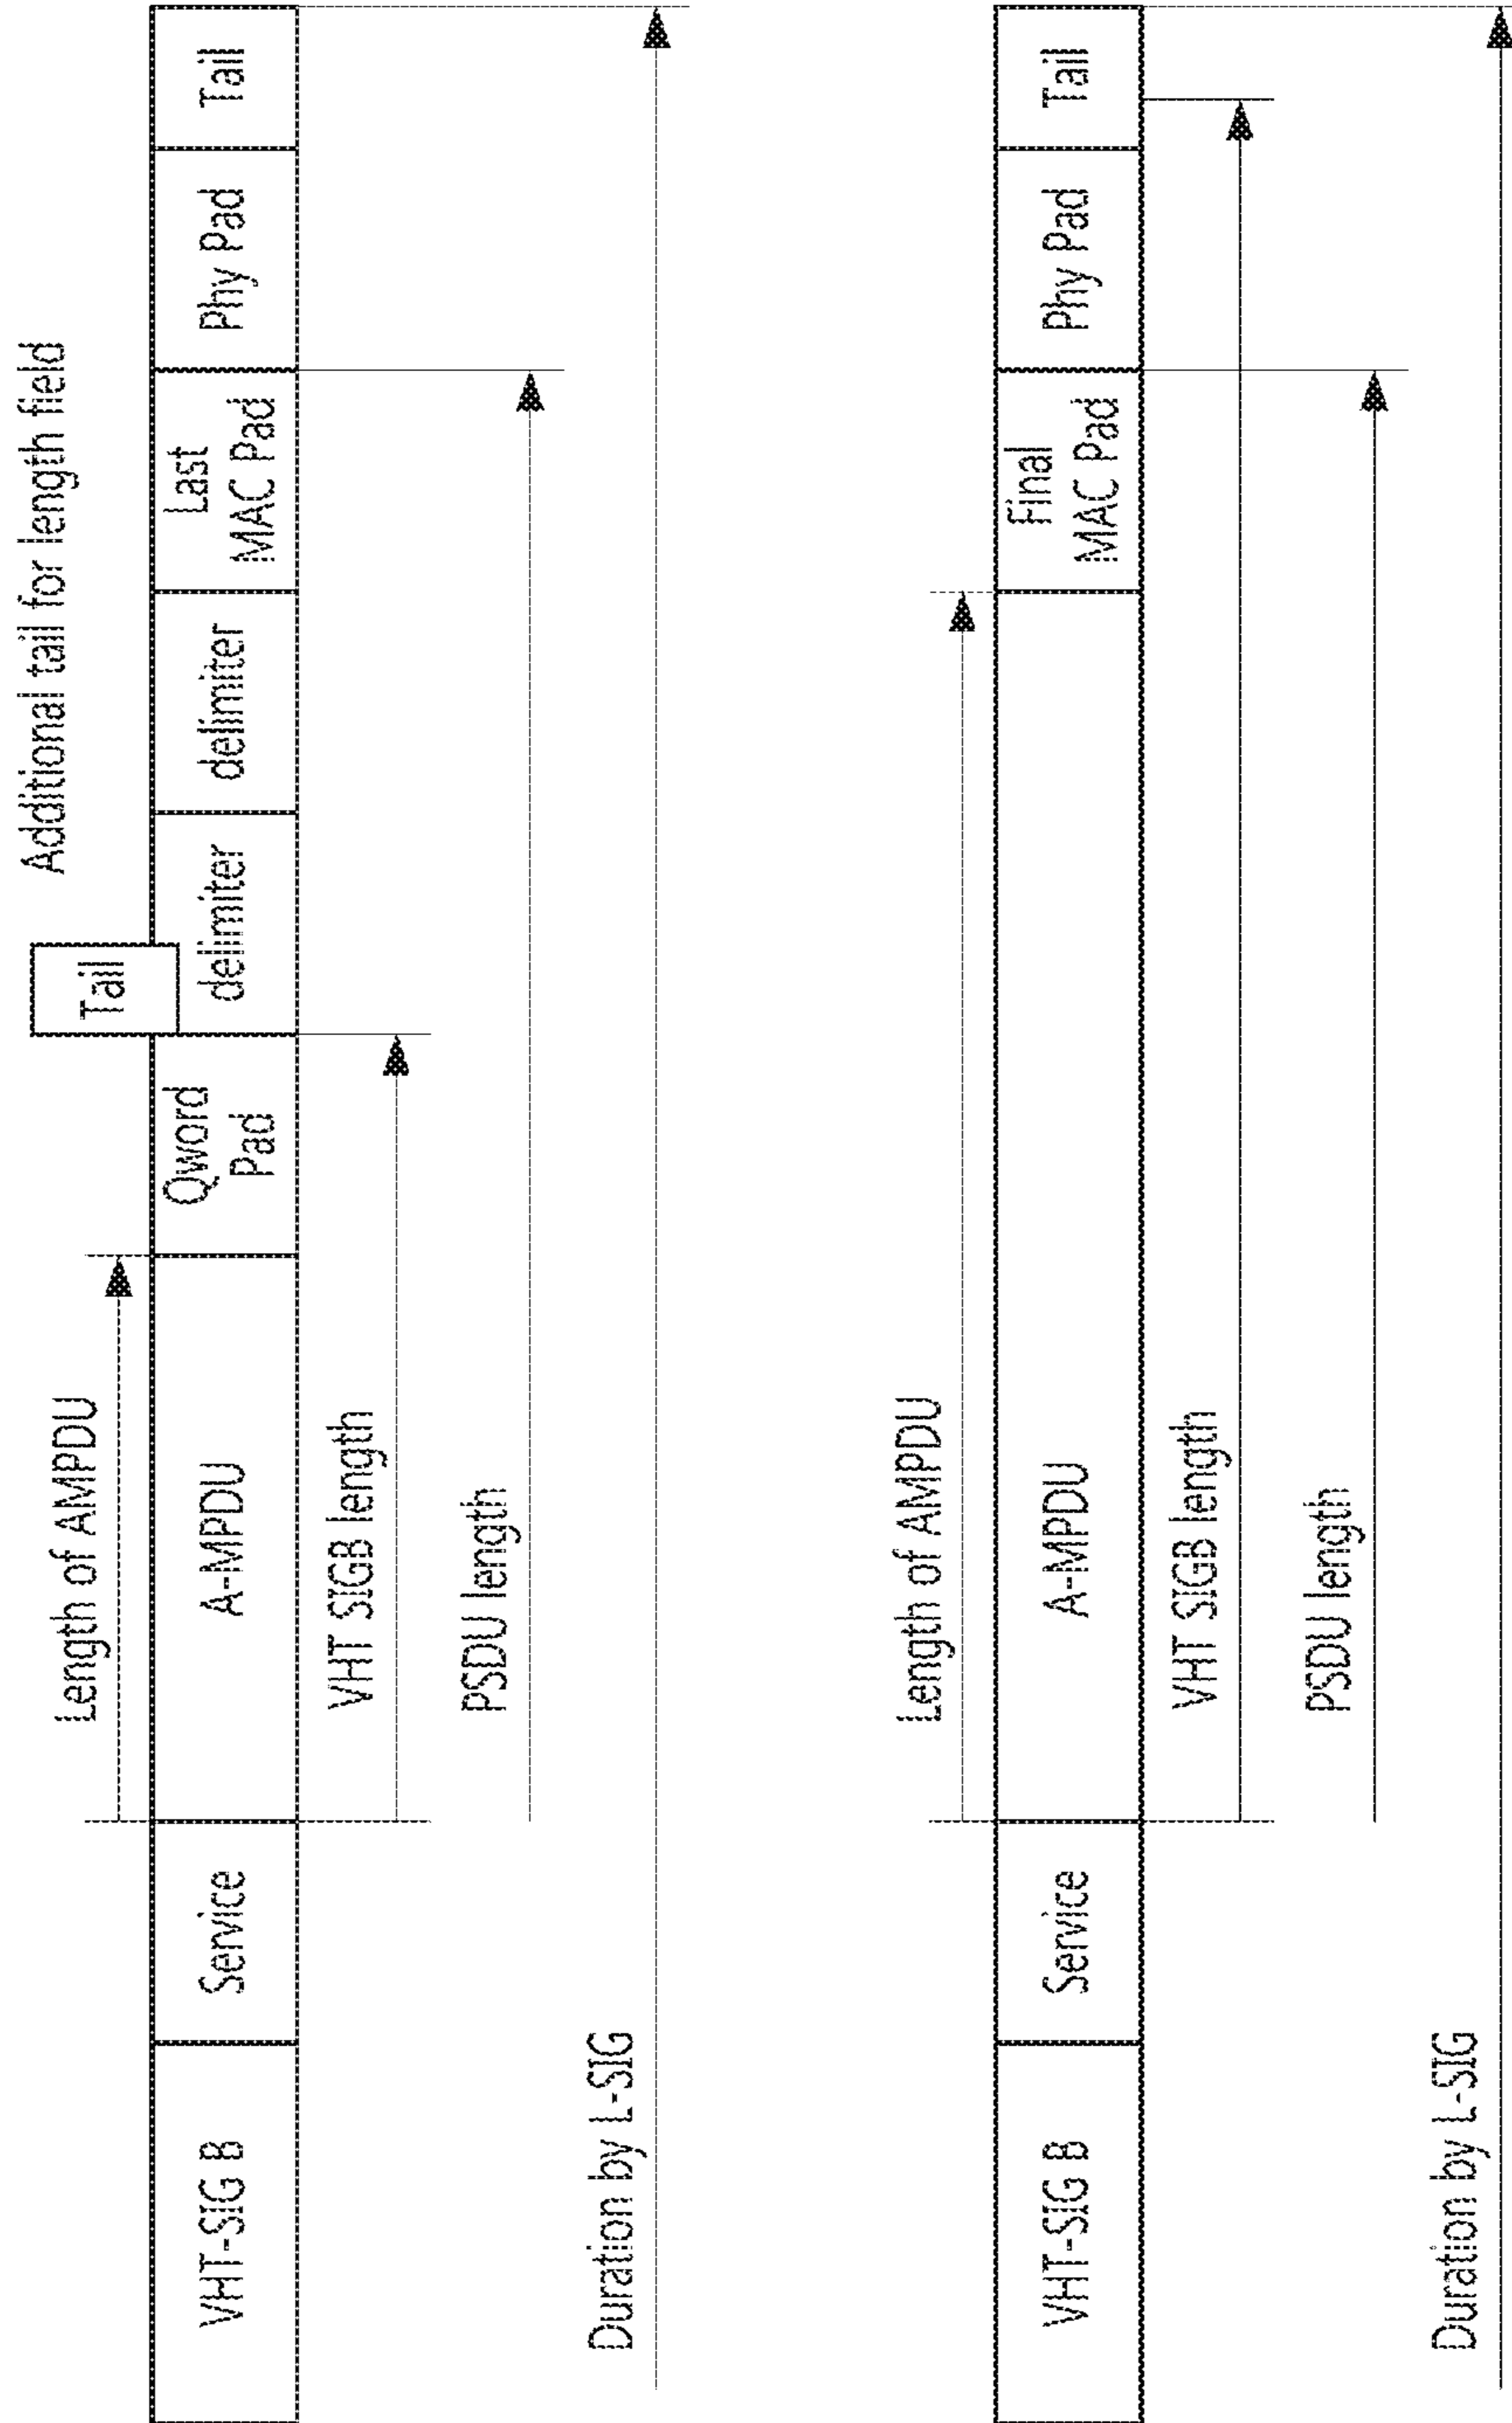 Additional tail for length field
Tail
Length of AMPDU
VHT-SIG B
Service
A-MPDU
Qword
Pad
delimiter
delimiter
Last
MAC Pad
Phy Pad
Tail
VHT SIGB length
PSDU length
Duration by L-SIG
Length of AMPDU
VHT-SIG B
Service
A-MPDU
Final
MAC Pad
Phy Pad
Tail
VHT SIGB length
PSDU length
Duration by L-SIG